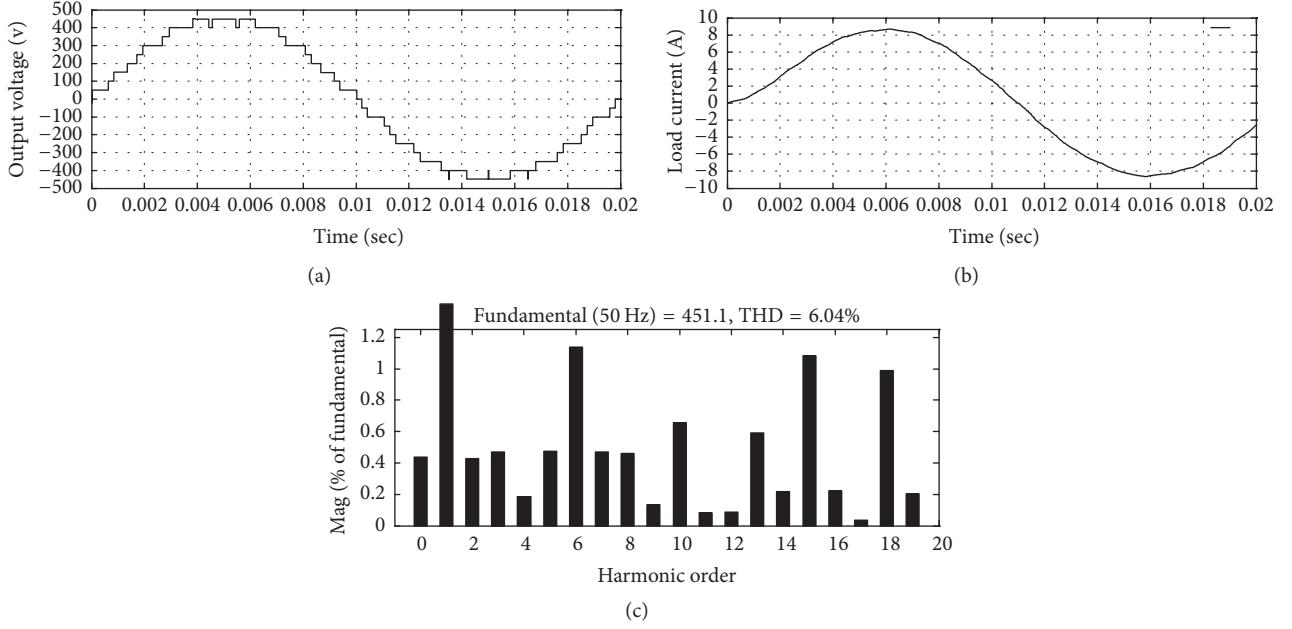 Output voltage (v)
500
400
300
200
100
0
−100
−200
−300
−400
−500
0 0.002 0.004 0.006 0.008 0.01 0.012 0.014 0.016 0.018 0.02
Time (sec)
(a)
Load current (A)
10
8
6
4
2
0
−2
−4
−6
−8
−10
0 0.002 0.004 0.006 0.008 0.01 0.012 0.014 0.016 0.018 0.02
Time (sec)
(b)
Fundamental (50 Hz) = 451.1, THD = 6.04%
Mag (% of fundamental)
1.2
1
0.8
0.6
0.4
0.2
0
0 2 4 6 8 10 12 14 16 18 20
Harmonic order
(c)